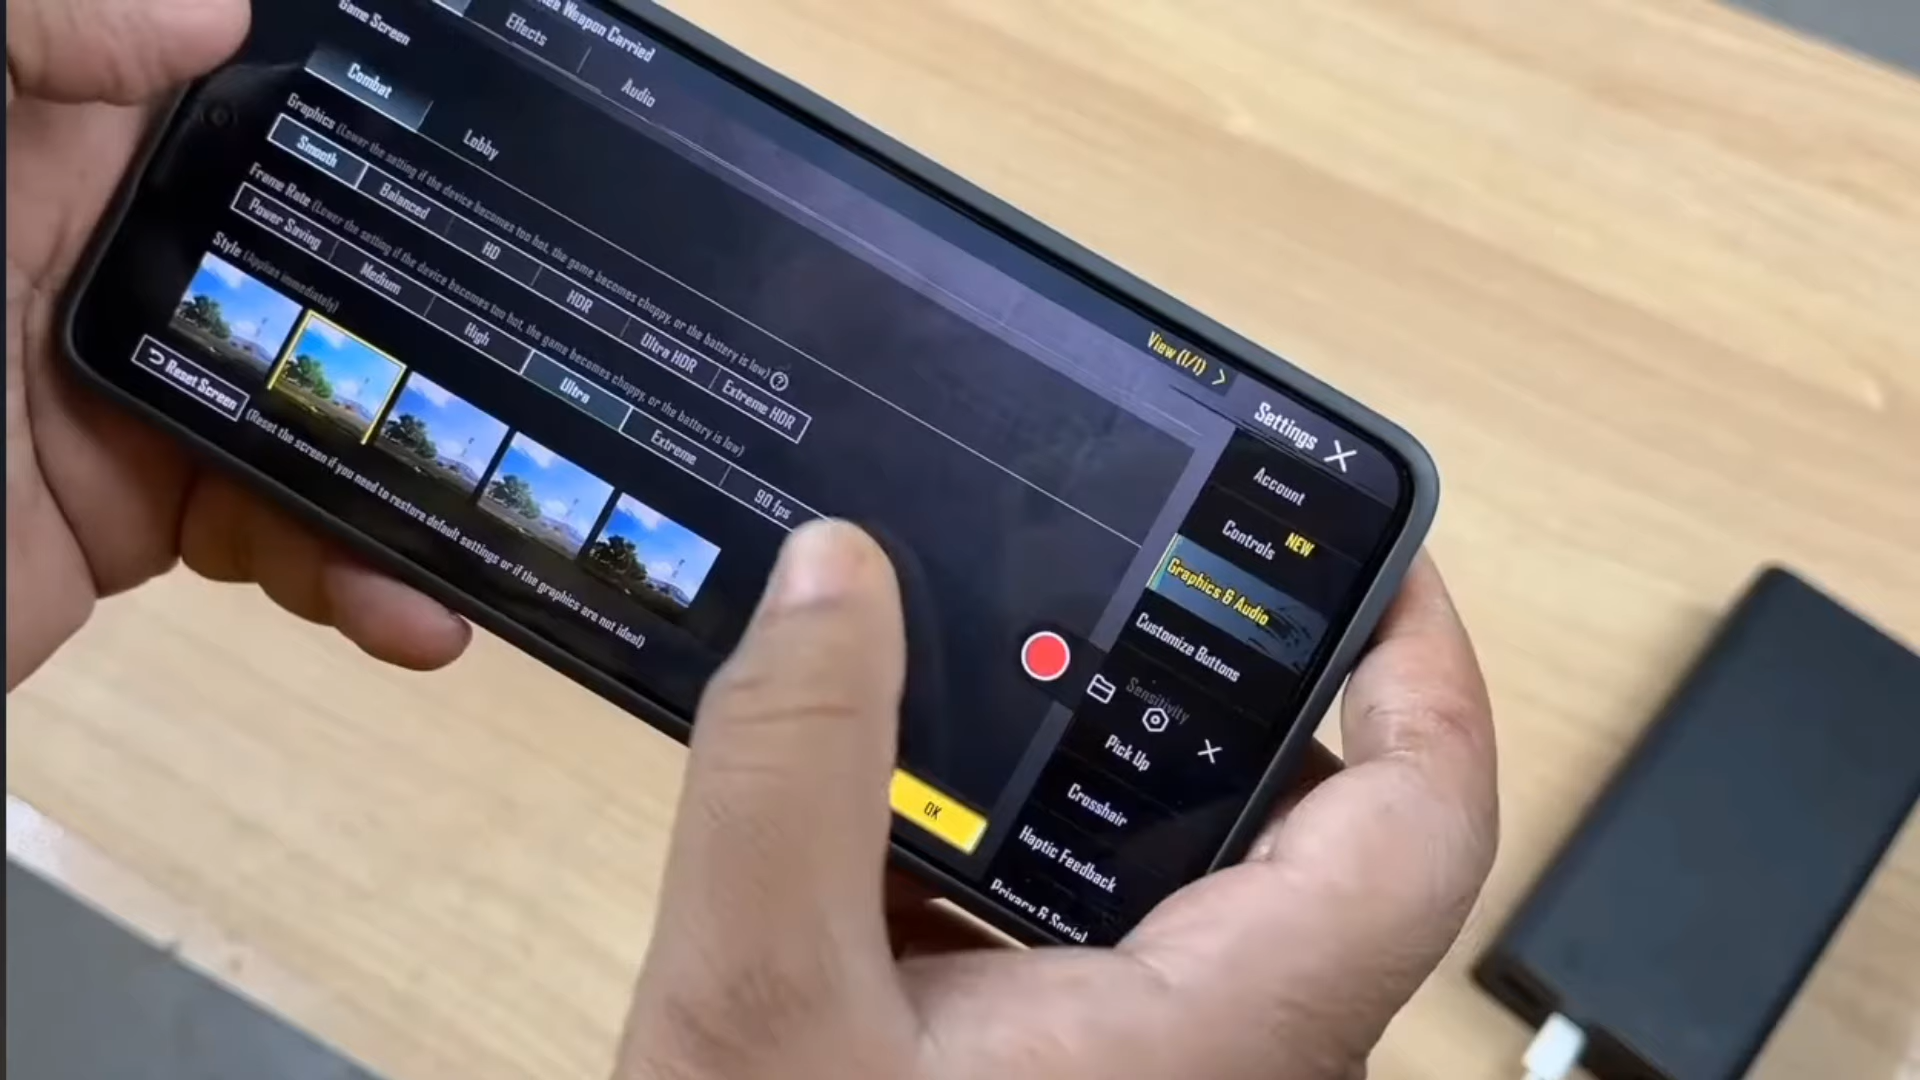 Weapon Carried
Effects
Audio
Game Screen
Combat
Lobby
Graphics (Lower the setting if the device becomes too hot, the game becomes choppy, or the battery is low) ?
Smooth
Balanced
HD
HDR
Ultra HDR
Extreme HDR
Frame Rate (Lower the setting if the device becomes too hot, the game becomes choppy, or the battery is low)
Power Saving
Medium
High
Ultra
Extreme
90 fps
Style (Applies immediately)
Reset Screen
(Reset the screen if you need to restore default settings or if the graphics are not ideal)
OK
View (1/1) >
Settings
Account
Controls NEW
Graphics & Audio
Customize Buttons
Sensitivity
Pick Up
Crosshair
Haptic Feedback
Privacy & Social